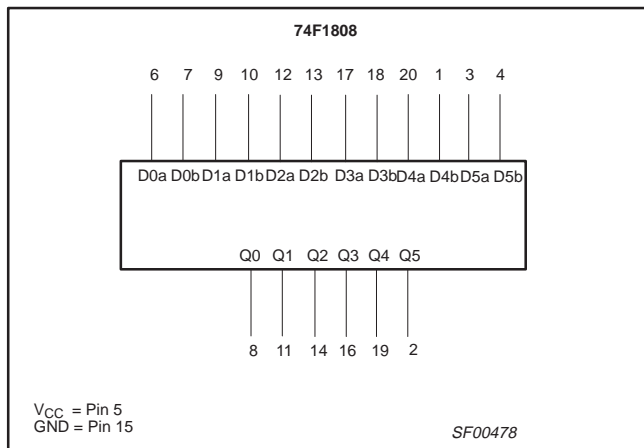 74F1808
6 7 9 10 12 13 17 18 20 1 3 4
D0a D0b D1a D1b D2a D2b D3a D3b D4a D4b D5a D5b
Q0 Q1 Q2 Q3 Q4 Q5
8 11 14 16 19 2
VCC = Pin 5
GND = Pin 15
SF00478